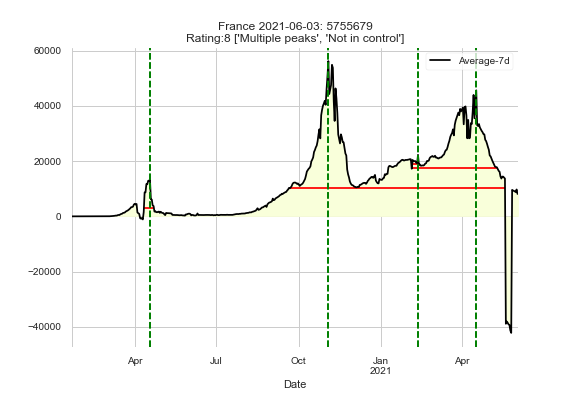 France 2021-06-03: 5755679
Rating:8 ['Multiple peaks', 'Not in control']
60000
Average-7d
40000
20000
0
−20000
−40000
Apr
Jul
Oct
Jan
2021
Apr
Date